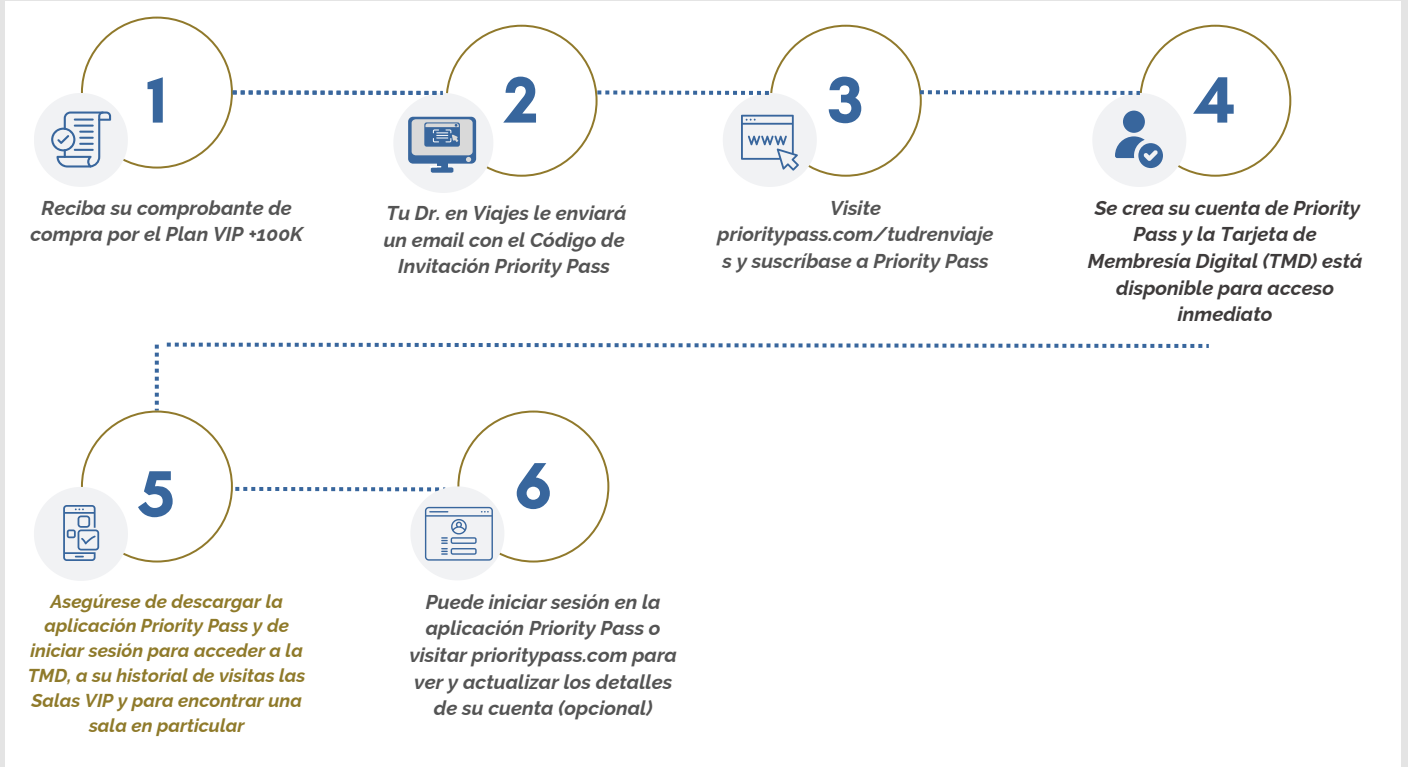 1
Reciba su comprobante de
compra por el Plan VIP +100K
2
Tu Dr. en Viajes le enviará
un email con el Código de
Invitación Priority Pass
WWW
3
Visite
prioritypass.com/tudrenviaje
s y suscríbase a Priority Pass
4
Se crea su cuenta de Priority
Pass y la Tarjeta de
Membresía Digital (TMD) está
disponible para acceso
inmediato
5
Asegúrese de descargar la
aplicación Priority Pass y de
iniciar sesión para acceder a la
TMD, a su historial de visitas las
Salas VIP y para encontrar una
sala en particular
6
Puede iniciar sesión en la
aplicación Priority Pass o
visitar prioritypass.com para
ver y actualizar los detalles
de su cuenta (opcional)